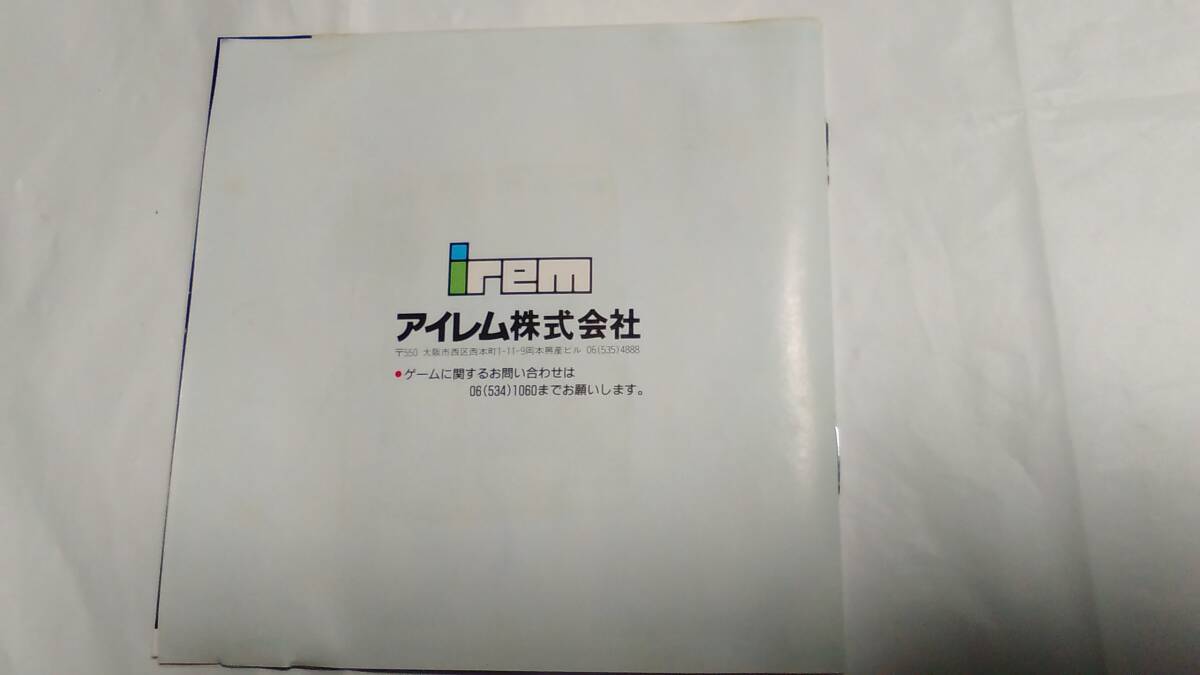 irem
アイレム株式会社
〒550 大阪市西区西本町1-11-9岡本興産ビル 06(535)4888
●ゲームに関するお問い合わせは
06(534)1060までお願いします。